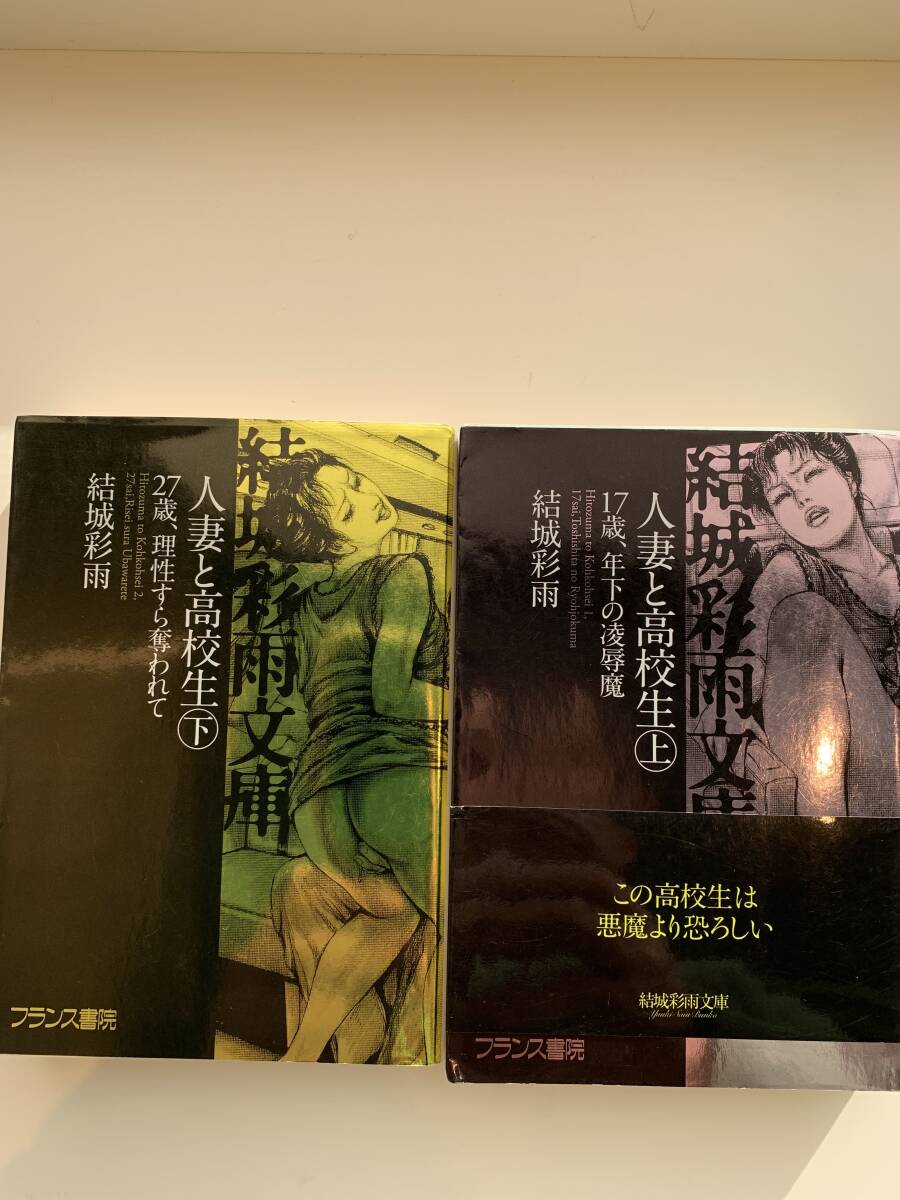 人妻と高校生㊦
27歳、理性すら奪われて
Hitozuma to Kohkohsei 2,
27sai,Risei sura Ubawarete
結城彩雨
結城彩雨文庫
フランス書院
人妻と高校生㊤
17歳、年下の凌辱魔
Hitozuma to Kohkohsei 1,
17sai,Toshishita no Ryohjokuma
結城彩雨
結城彩雨文庫
この高校生は
悪魔より恐ろしい
結城彩雨文庫
Yuuki Saiu Bunko
フランス書院